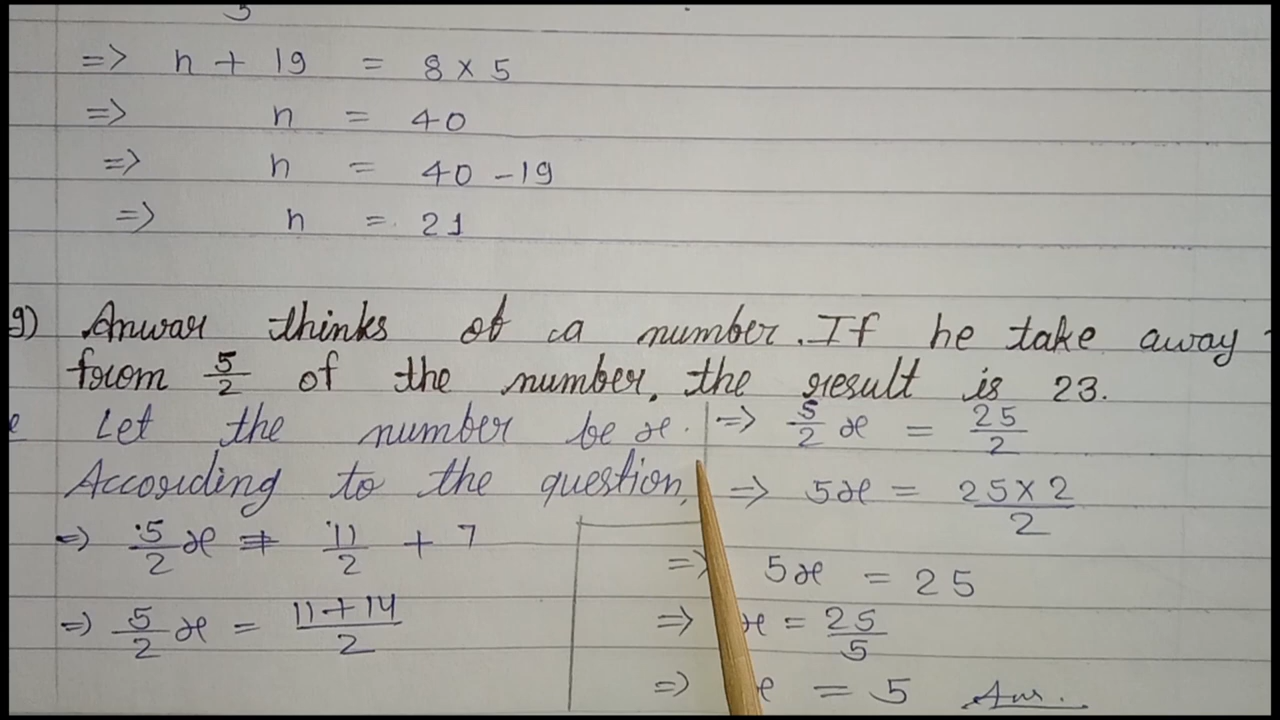 5
=> n + 19 = 8 × 5
=> n = 40
=> n = 40 - 19
=> n = 21
g) Anwar thinks of a number. If he take away
from 5/2 of the number, the result is 23.
Let the number be x.
According to the question,
=> 5/2 x = 11/2 + 7
=> 5/2 x = (11+14)/2
=> 5/2 x = 25/2
=> 5x = (25×2)/2
=> 5x = 25
=> x = 25/5
=> = 5 Ans.